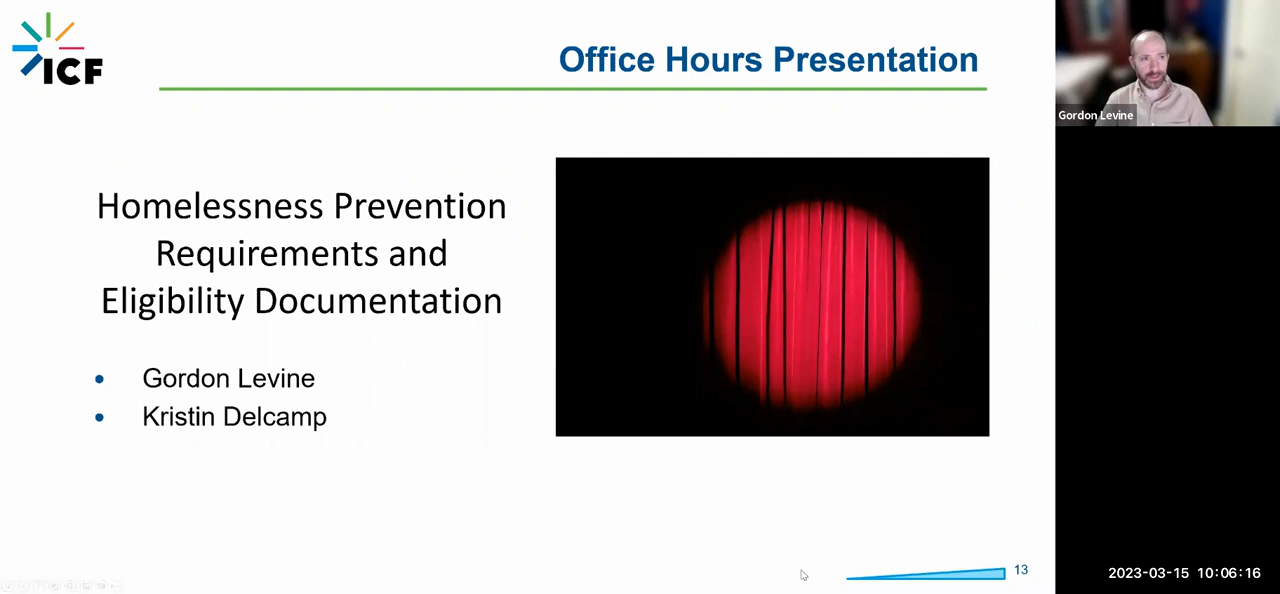 ICF
Office Hours Presentation
Gordon Levine
Homelessness Prevention
Requirements and
Eligibility Documentation
• Gordon Levine
• Kristin Delcamp
13
2023-03-15 10:06:16